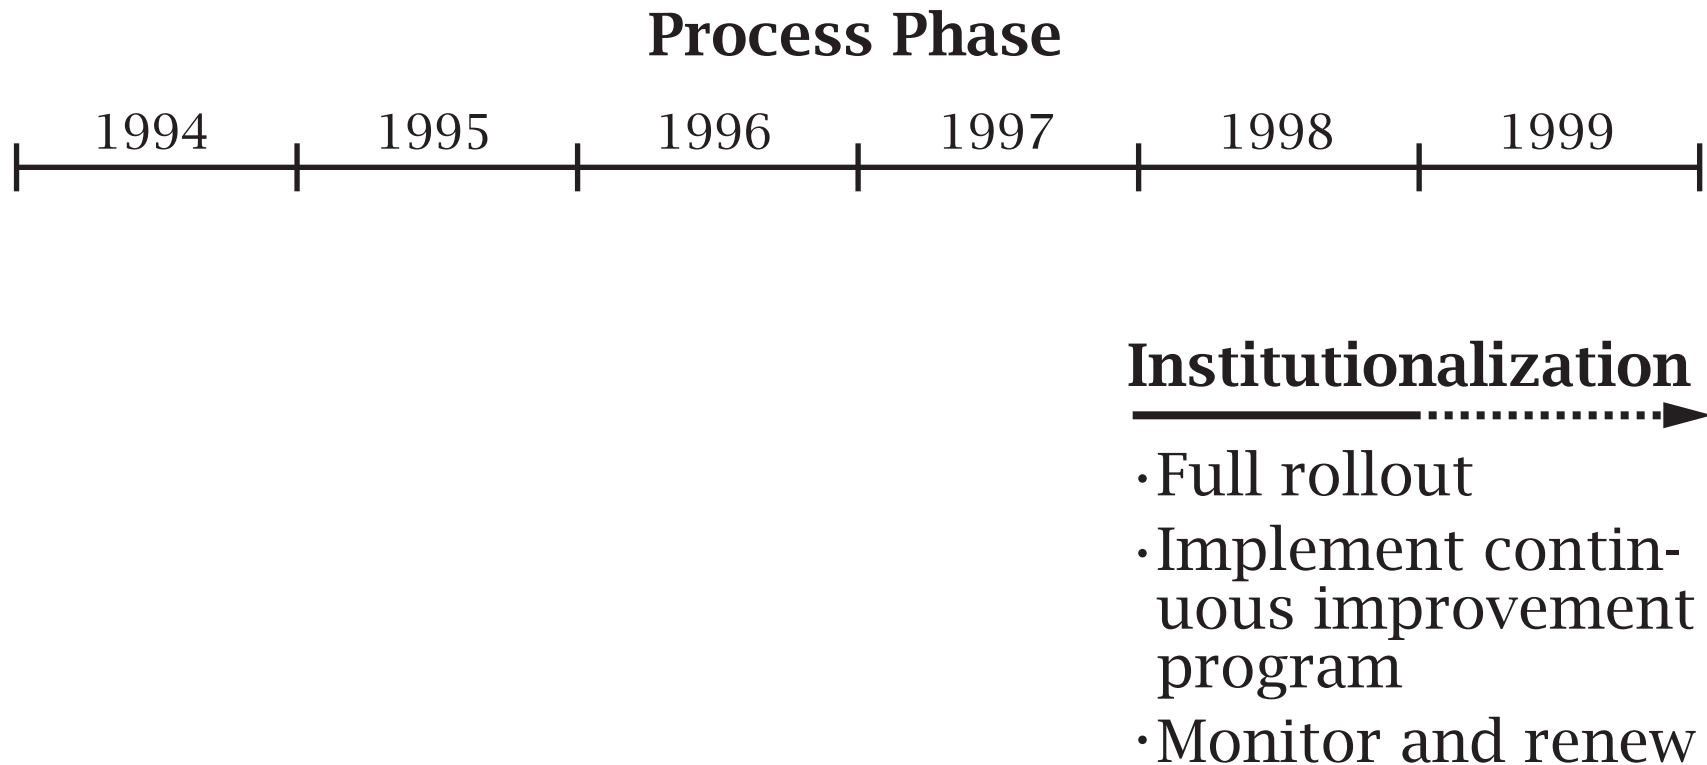 Process Phase
1994 1995 1996 1997 1998 1999
Institutionalization
·Full rollout
·Implement contin-
uous improvement
program
·Monitor and renew